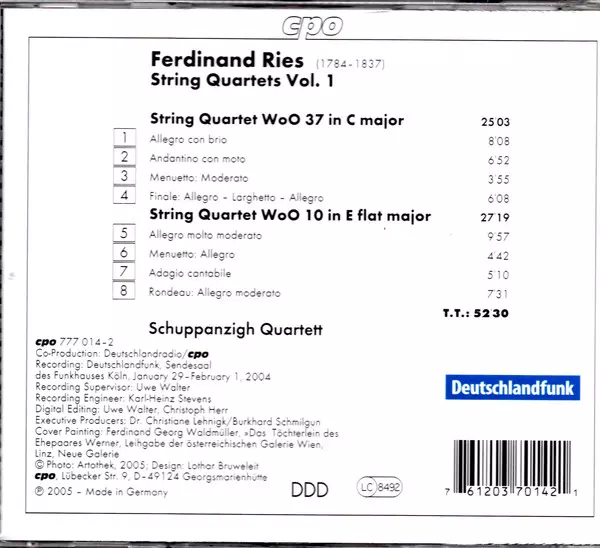 cpo
Ferdinand Ries (1784-1837)
String Quartets Vol. 1
String Quartet WoO 37 in C major 25 03
1 Allegro con brio 8'08
2 Andantino con moto 6'52
3 Menuetto: Moderato 3'55
4 Finale: Allegro - Larghetto - Allegro 6'08
String Quartet WoO 10 in E flat major 27 19
5 Allegro molto moderato 9'57
6 Menuetto: Allegro 4 42
7 Adagio cantabile 5 10
8 Rondeau: Allegro moderato 7'31
T.T.: 52 30
Schuppanzigh Quartett
cpo 777 014-2
Co-Production: Deutschlandradio/cpo
Recording: Deutschlandfunk, Sendesaal
des Funkhauses Köln, January 29-February 1, 2004
Recording Supervisor: Uwe Walter
Recording Engineer: Karl-Heinz Stevens
Digital Editing: Uwe Walter, Christoph Herr
Executive Producers: Dr. Christiane Lehnigk/Burkhard Schmilgun
Cover Painting: Ferdinand Georg Waldmüller, »Das Töchterlein des
Ehepaares Werner, Leihgabe der österreichischen Galerie Wien,
Linz, Neue Galerie
© Photo: Artothek, 2005; Design: Lothar Bruweleit
cpo, Lübecker Str. 9, D-49124 Georgsmarienhütte
℗ 2005 - Made in Germany
Deutschlandfunk
DDD
LC 8492
7 61203 70142 1